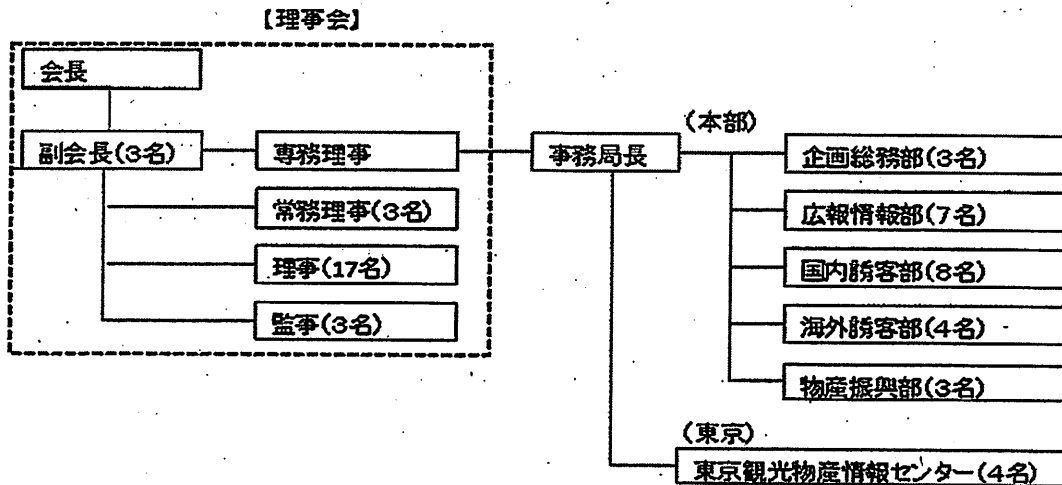 【理事会】
会長
副会長(3名)
専務理事
常務理事(3名)
理事(17名)
監事(3名)
事務局長
(本部)
企画総務部(3名)
広報情報部(7名)
国内誘客部(8名)
海外誘客部(4名)
物産振興部(3名)
(東京)
東京観光物産情報センター(4名)